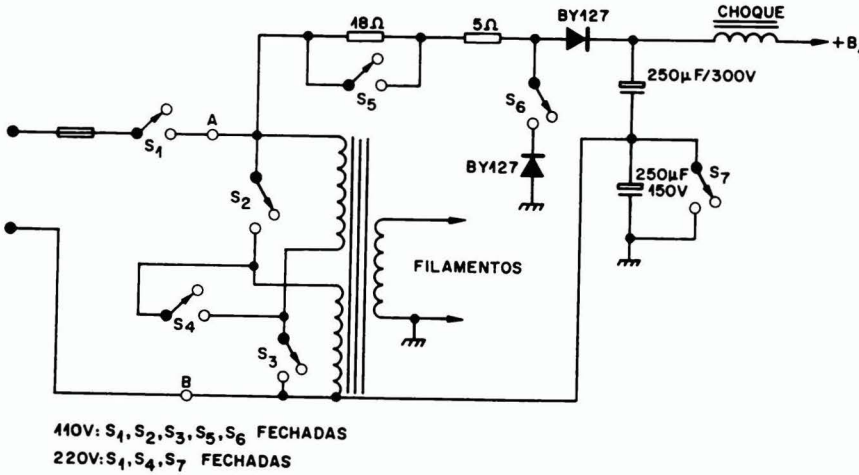 18Ω
5Ω
BY127
CHOQUE
+B
S5
S6
250µF/300V
S1
A
BY127
250µF
150V
S7
S2
FILAMENTOS
S4
S3
B
110V: S1, S2, S3, S5, S6 FECHADAS
220V: S1, S4, S7 FECHADAS